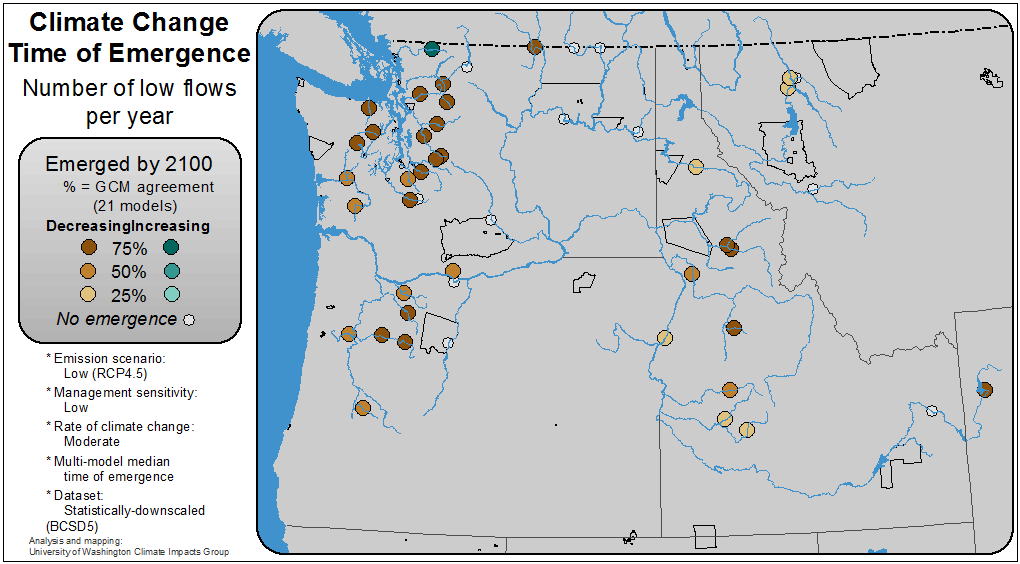 Climate Change
Time of Emergence
Number of low flows
per year
Emerged by 2100
% = GCM agreement
(21 models)
DecreasingIncreasing
75%
50%
25%
No emergence
* Emission scenario:
Low (RCP4.5)
* Management sensitivity:
Low
* Rate of climate change:
Moderate
* Multi-model median
time of emergence
* Dataset:
Statistically-downscaled
(BCSD5)
Analysis and mapping:
University of Washington Climate Impacts Group